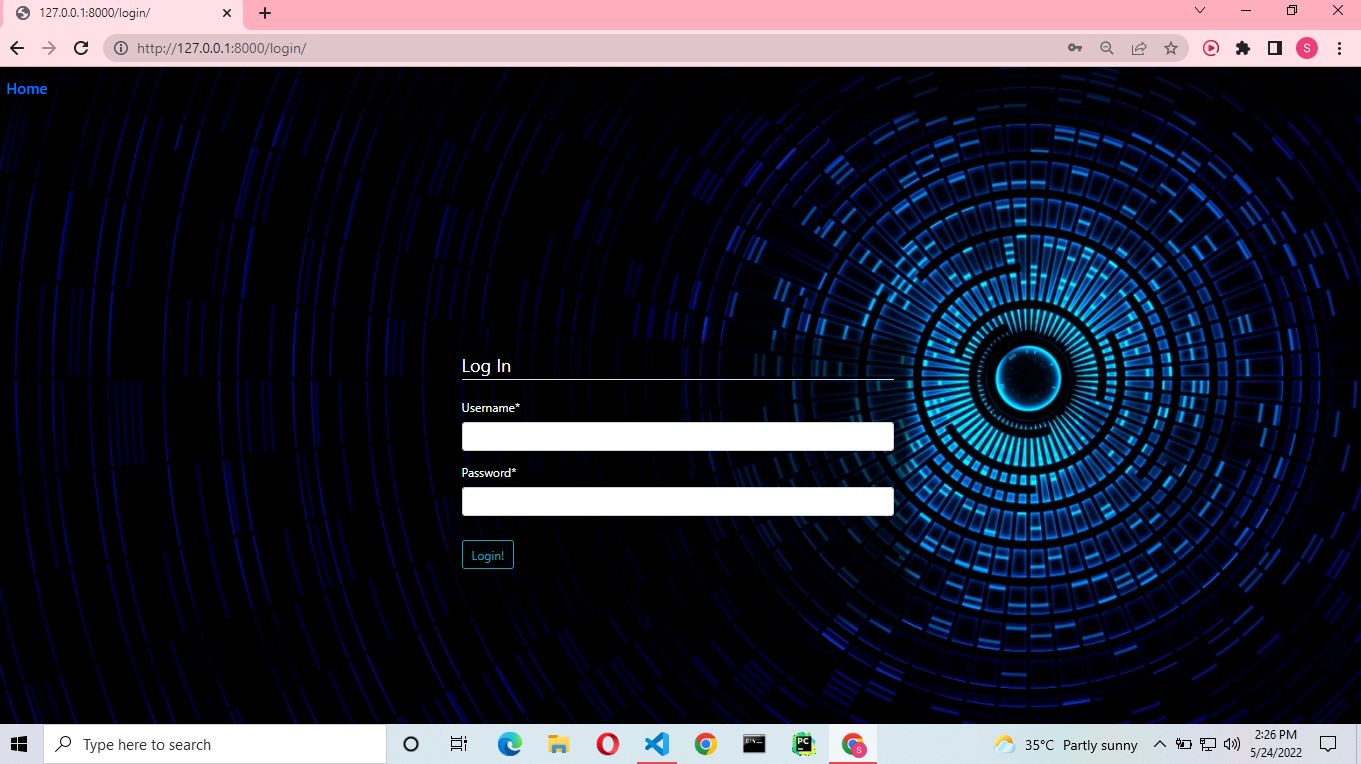 127.0.0.1:8000/login/
http://127.0.0.1:8000/login/
S
Home
Log In
Username*
Password*
Login!
Type here to search
PC
S
35°C Partly sunny
2:26 PM
5/24/2022